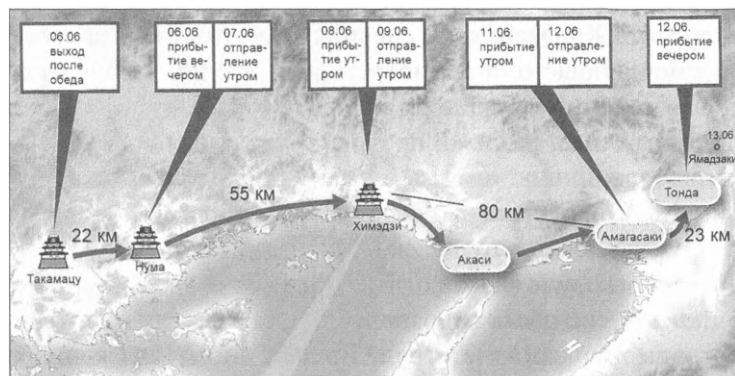 06.06
выход
после
обеда
06.06
прибы-
тие ве-
чером
07.06
отправ-
ление
утром
08.06
прибы-
тие ут-
ром
09.06.
отправ-
ление
утром
11.06.
прибытие
утром
12.06
отправле-
ние утром
12.06
прибытие
вечером
13.06
Ямадзаки
Тонда
55 км
Химэдзи
80 км
22 км
Амагасаки
23 км
Нума
Акаси
Такамацу